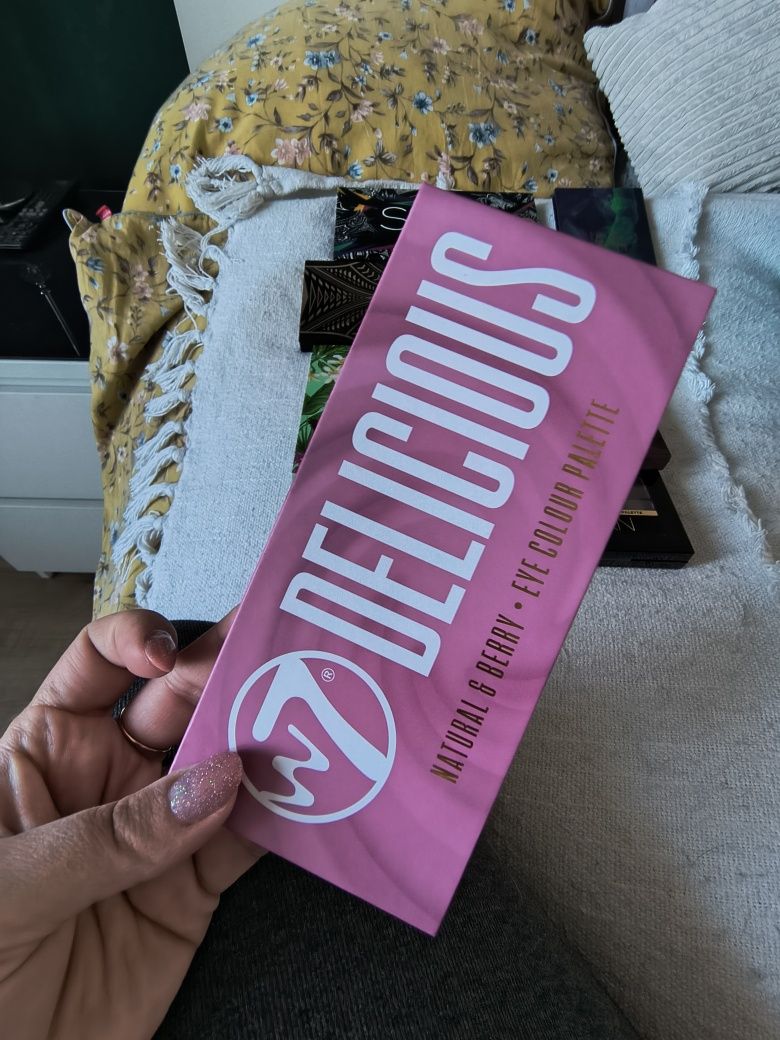 W7®
DELICIOUS
NATURAL & BERRY • EYE COLOUR PALETTE
S
N